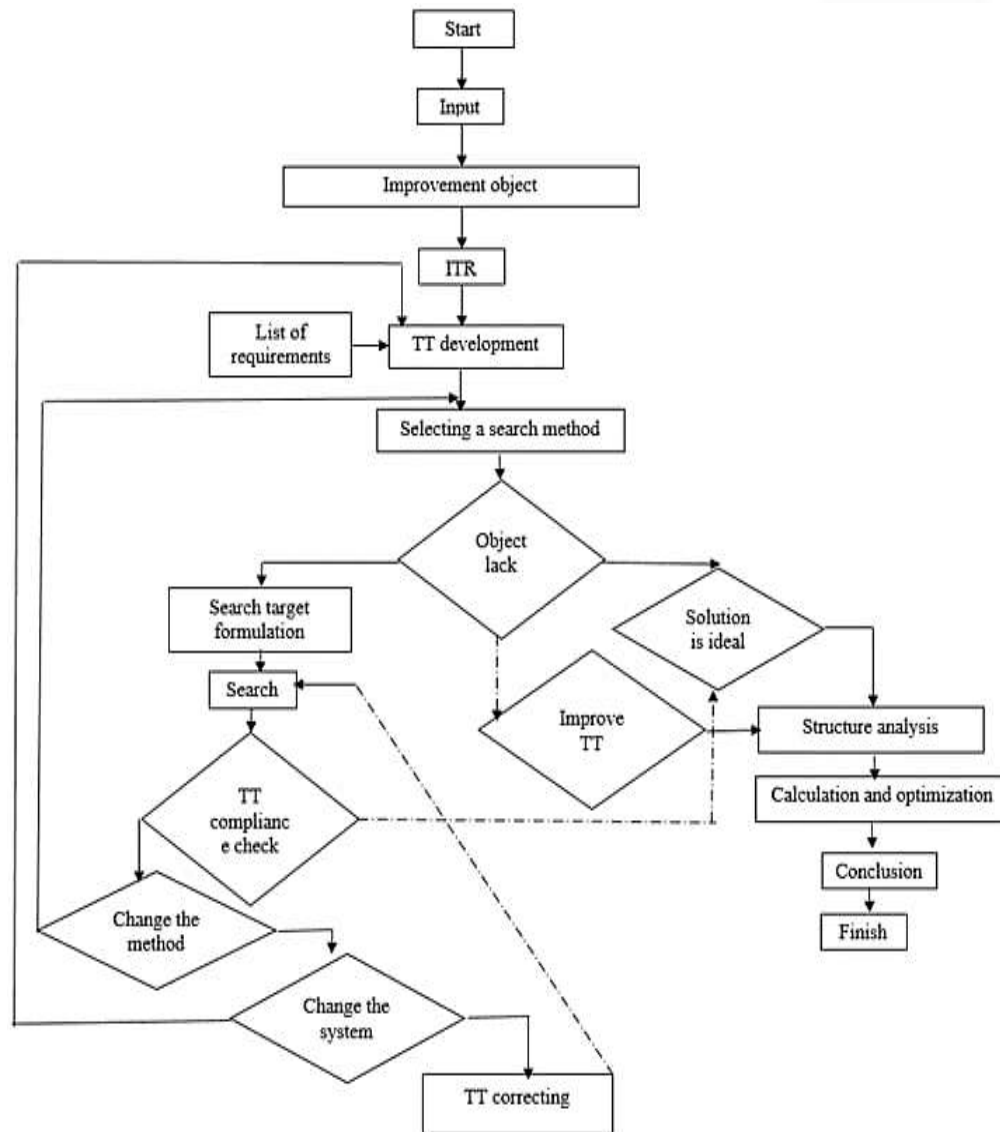 Start
Input
Improvement object
ITR
List of
requirements
TT development
Selecting a search method
Object
lack
Search target
formulation
Solution
is ideal
Search
Improve
TT
Structure analysis
TT
complianc
e check
Calculation and optimization
Conclusion
Change the
method
Finish
Change the
system
TT correcting